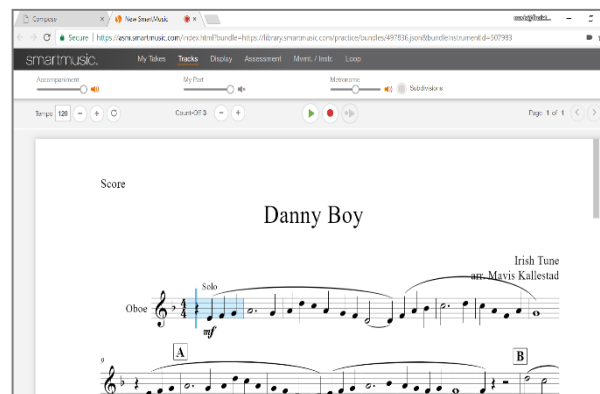 Compose
New SmartMusic
Secure | https://asm.smartmusic.com/index.html?bundle=https://library.smartmusic.com/practice/bundles/497836.json&bundleInstrumentId=507983
smartmusic. My Takes Tracks Display Assessment Mvmt. / Insts Loop
Accompaniment My Part Metronome
Subdivisions
Tempo 120 Count-Off 3 Page 1 of 1
Score
Danny Boy
Irish Tune
arr. Mavis Kallestad
Solo
Oboe
mf
9 A B